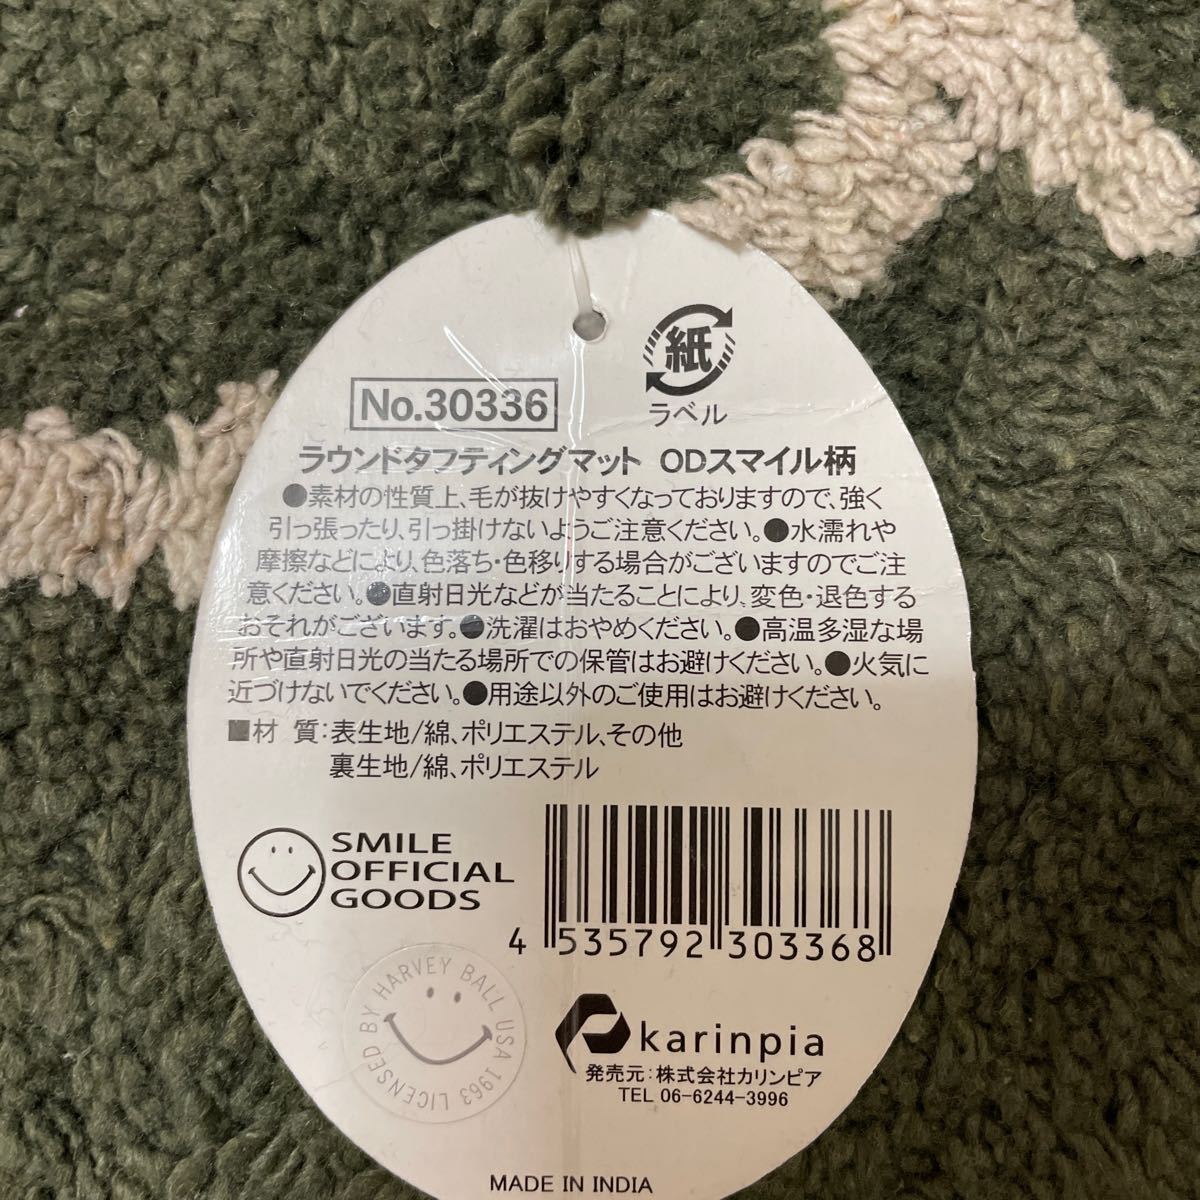 紙
ラベル
No.30336
ラウンドタフティングマット ODスマイル柄
●素材の性質上、毛が抜けやすくなっておりますので、強く
引っ張ったり、引っ掛けないようご注意ください。●水濡れや
摩擦などにより、色落ち・色移りする場合がございますのでご注
意ください。●直射日光などが当たることにより、変色・退色する
おそれがございます。●洗濯はおやめください。●高温多湿な場
所や直射日光の当たる場所での保管はお避けください。●火気に
近づけないでください。●用途以外のご使用はお避けください。
■材 質：表生地/綿、ポリエステル、その他
裏生地/綿、ポリエステル
SMILE
OFFICIAL
GOODS
4 535792 303368
LICENSED BY HARVEY BALL USA 1963
karinpia
発売元：株式会社カリンピア
TEL 06-6244-3996
MADE IN INDIA